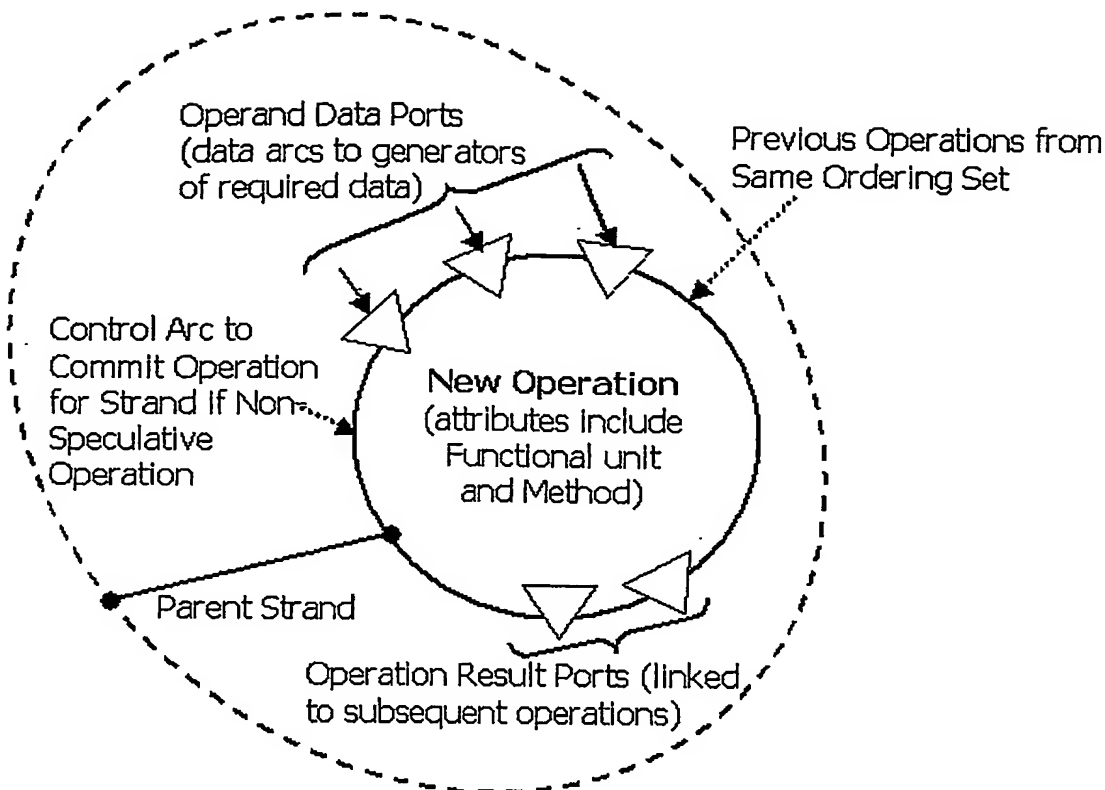 Operand Data Ports
(data arcs to generators
of required data)
Previous Operations from
Same Ordering Set
Control Arc to
Commit Operation
for Strand if Non-
Speculative
Operation
New Operation
(attributes include
Functional unit
and Method)
Parent Strand
Operation Result Ports (linked
to subsequent operations)